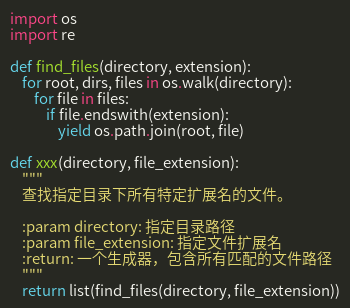 import os
import re

def find_files(directory, extension):
    for root, dirs, files in os.walk(directory):
        for file in files:
            if file.endswith(extension):
                yield os.path.join(root, file)

def xxx(directory, file_extension):
    """
    查找指定目录下所有特定扩展名的文件。

    :param directory: 指定目录路径
    :param file_extension: 指定文件扩展名
    :return: 一个生成器，包含所有匹配的文件路径
    """
    return list(find_files(directory, file_extension))